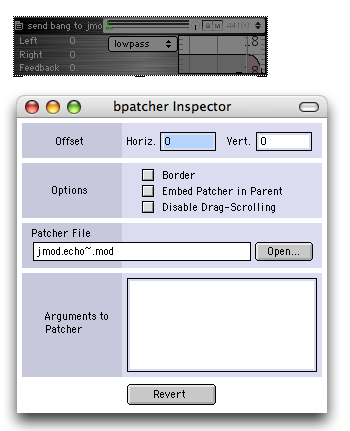 send bang to jmo
44100
Left 0
lowpass
Right 0
Feedback 0
bpatcher Inspector
Offset
Horiz. 0
Vert. 0
Options
Border
Embed Patcher in Parent
Disable Drag-Scrolling
Patcher File
jmod.echo~.mod
Open...
Arguments to
Patcher
Revert